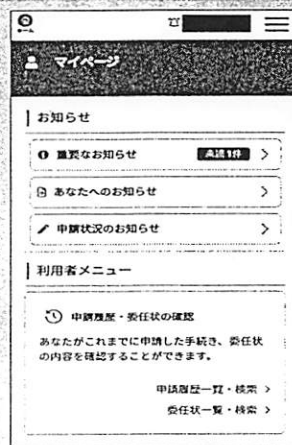 ホーム
マイページ
お知らせ
重要なお知らせ 未読1件
あなたへのお知らせ
申請状況のお知らせ
利用者メニュー
申請履歴・委任状の確認
あなたがこれまでに申請した手続き、委任状
の内容を確認することができます。
申請履歴一覧・検索
委任状一覧・検索